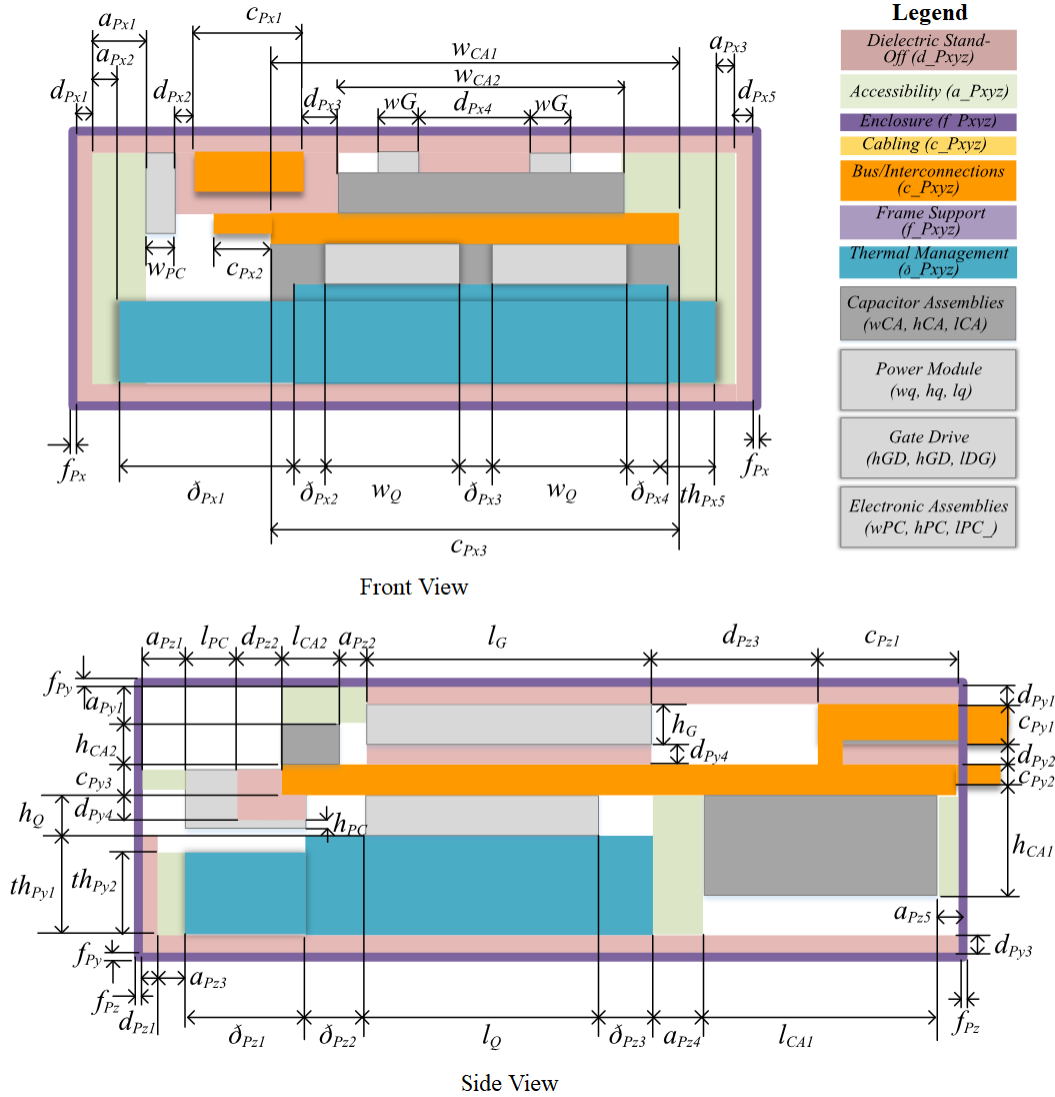 Legend
Dielectric Stand-
Off (d_Pxyz)
Accessibility (a_Pxyz)
Enclosure (f_Pxyz)
Cabling (c_Pxyz)
Bus/Interconnections
(c_Pxyz)
Frame Support
(f_Pxyz)
Thermal Management
(δ_Pxyz)
Capacitor Assemblies
(wCA, hCA, lCA)
Power Module
(wq, hq, lq)
Gate Drive
(hGD, hGD, lDG)
Electronic Assemblies
(wPC, hPC, lPC_)
aPx1
cPx1
wCA1
aPx3
aPx2
wCA2
dPx1
dPx2
dPx3
wG
dPx4
wG
dPx5
wPC
cPx2
fPx
fPx
ðPx1
ðPx2
wQ
ðPx3
wQ
ðPx4
thPx5
cPx3
Front View
aPz1
lPC
dPz2
lCA2
aPz2
lG
dPz3
cPz1
fPy
aPy1
dPy1
hG
cPy1
hCA2
dPy4
dPy2
cPy3
cPy2
dPy4
hQ
hPC
hCA1
thPy1
thPy2
aPz5
dPy3
fPy
aPz3
fPz
dPz1
fPz
ðPz1
ðPz2
lQ
ðPz3
aPz4
lCA1
Side View